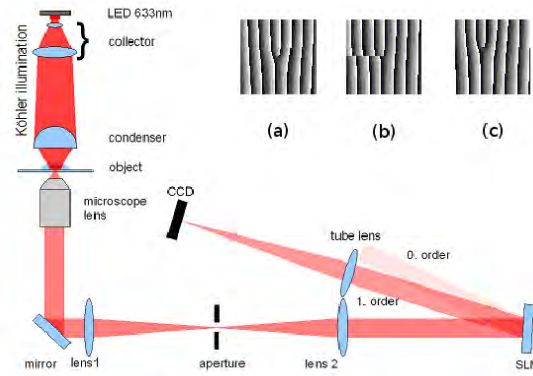 LED 633nm
collector
Köhler illumination
condenser
object
microscope
lens
(a) (b) (c)
CCD
tube lens
0. order
1. order
mirror
lens1
aperture
lens 2
SLM